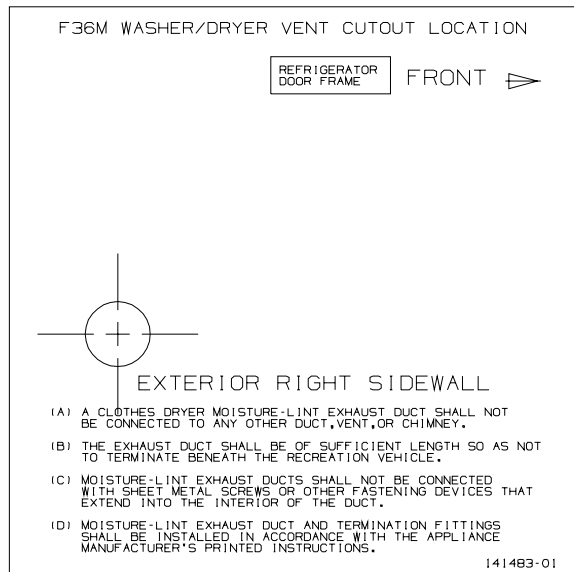 F36M WASHER/DRYER VENT CUTOUT LOCATION
REFRIGERATOR
DOOR FRAME
FRONT
EXTERIOR RIGHT SIDEWALL
(A) A CLOTHES DRYER MOISTURE-LINT EXHAUST DUCT SHALL NOT
BE CONNECTED TO ANY OTHER DUCT,VENT,OR CHIMNEY.
(B) THE EXHAUST DUCT SHALL BE OF SUFFICIENT LENGTH SO AS NOT
TO TERMINATE BENEATH THE RECREATION VEHICLE.
(C) MOISTURE-LINT EXHAUST DUCTS SHALL NOT BE CONNECTED
WITH SHEET METAL SCREWS OR OTHER FASTENING DEVICES THAT
EXTEND INTO THE INTERIOR OF THE DUCT.
(D) MOISTURE-LINT EXHAUST DUCT AND TERMINATION FITTINGS
SHALL BE INSTALLED IN ACCORDANCE WITH THE APPLIANCE
MANUFACTURER'S PRINTED INSTRUCTIONS.
141483-01